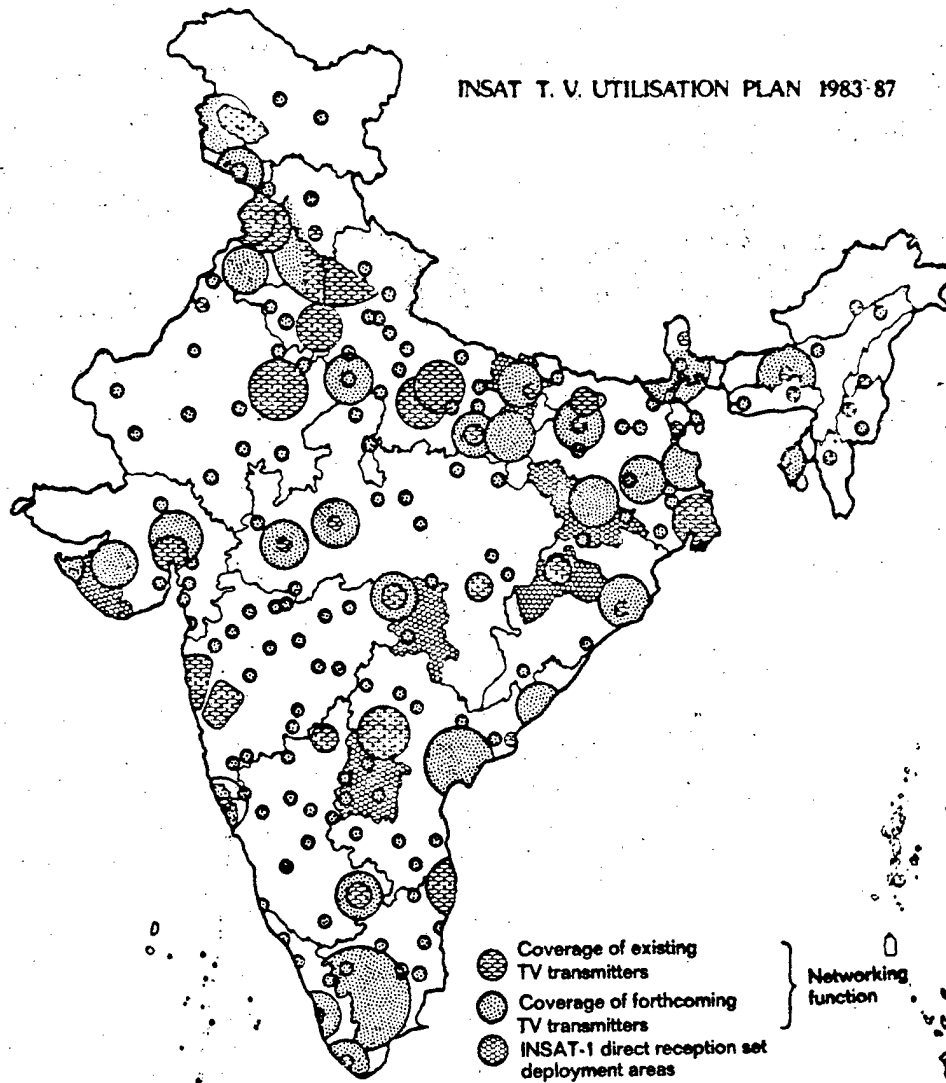 INSAT T. V. UTILISATION PLAN 1983-87
Coverage of existing
TV transmitters
Coverage of forthcoming
TV transmitters
Networking
function
INSAT-1 direct reception set
deployment areas